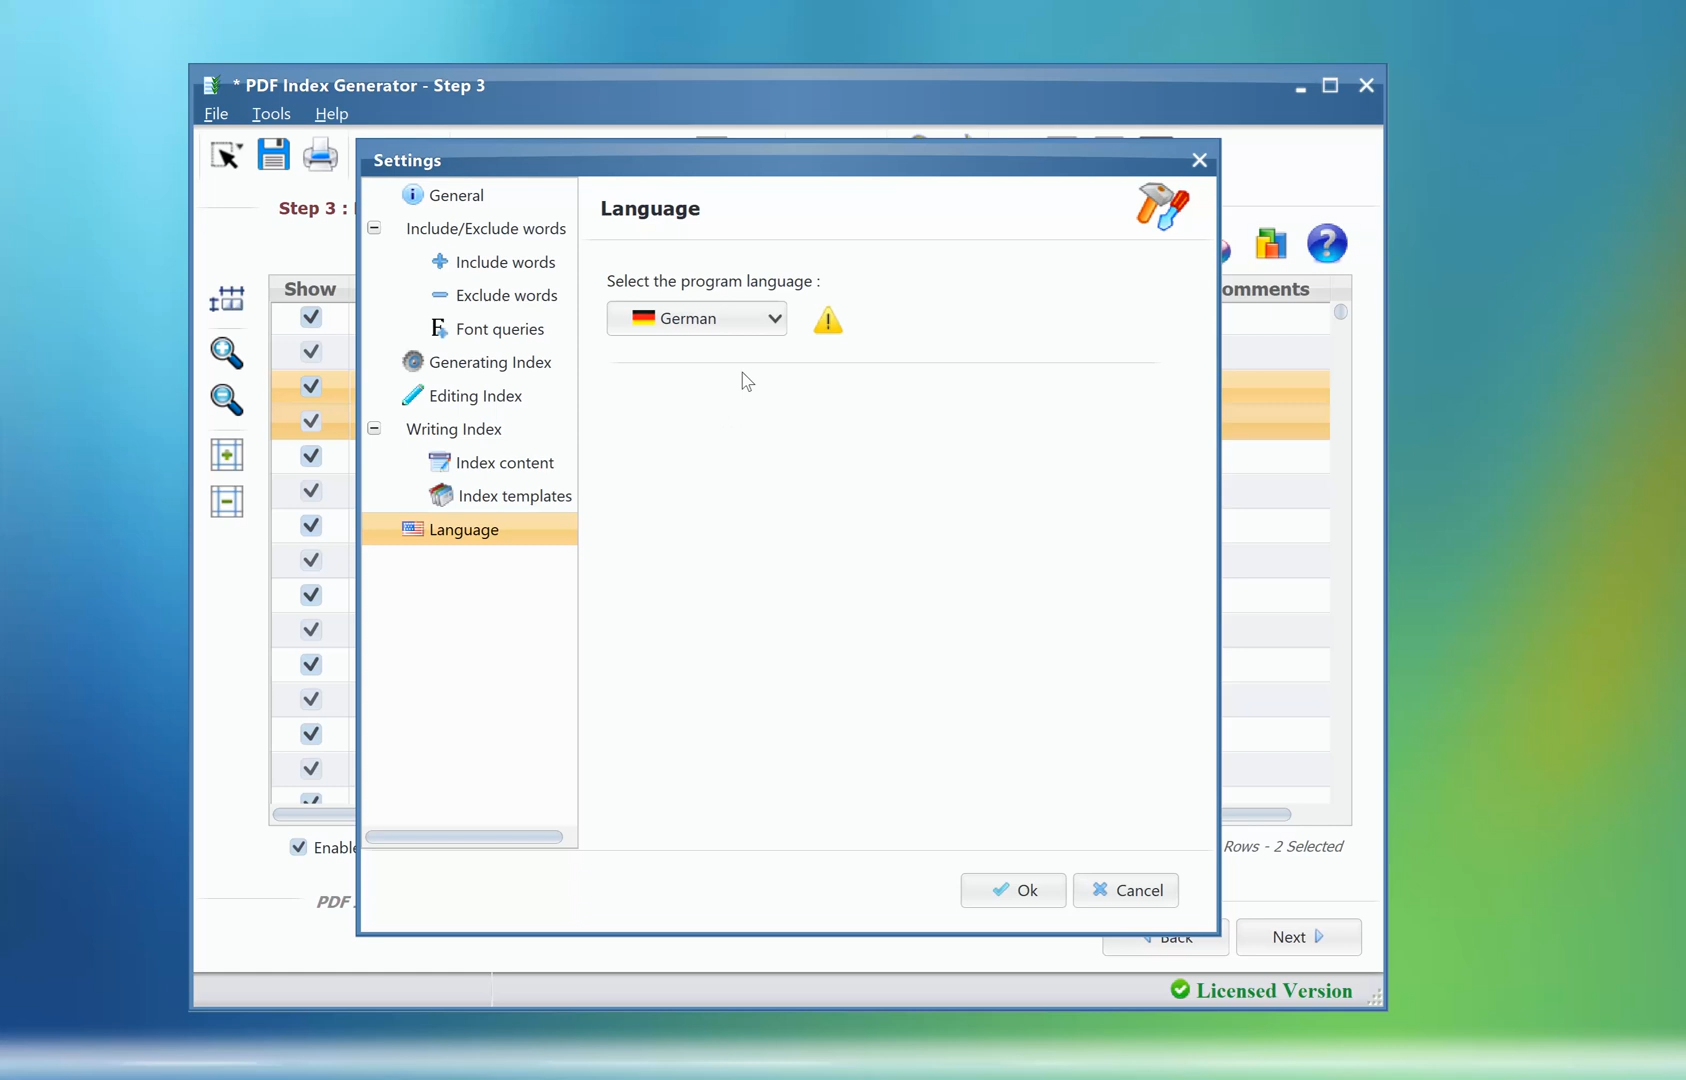 * PDF Index Generator - Step 3
File Tools Help
Settings
Step 3 :
General
Include/Exclude words
Include words
Exclude words
Font queries
Generating Index
Editing Index
Writing Index
Index content
Index templates
Language
Language
Select the program language :
German
Ok
Cancel
Show
omments
Enable
Rows - 2 Selected
PDF
Back
Next
Licensed Version